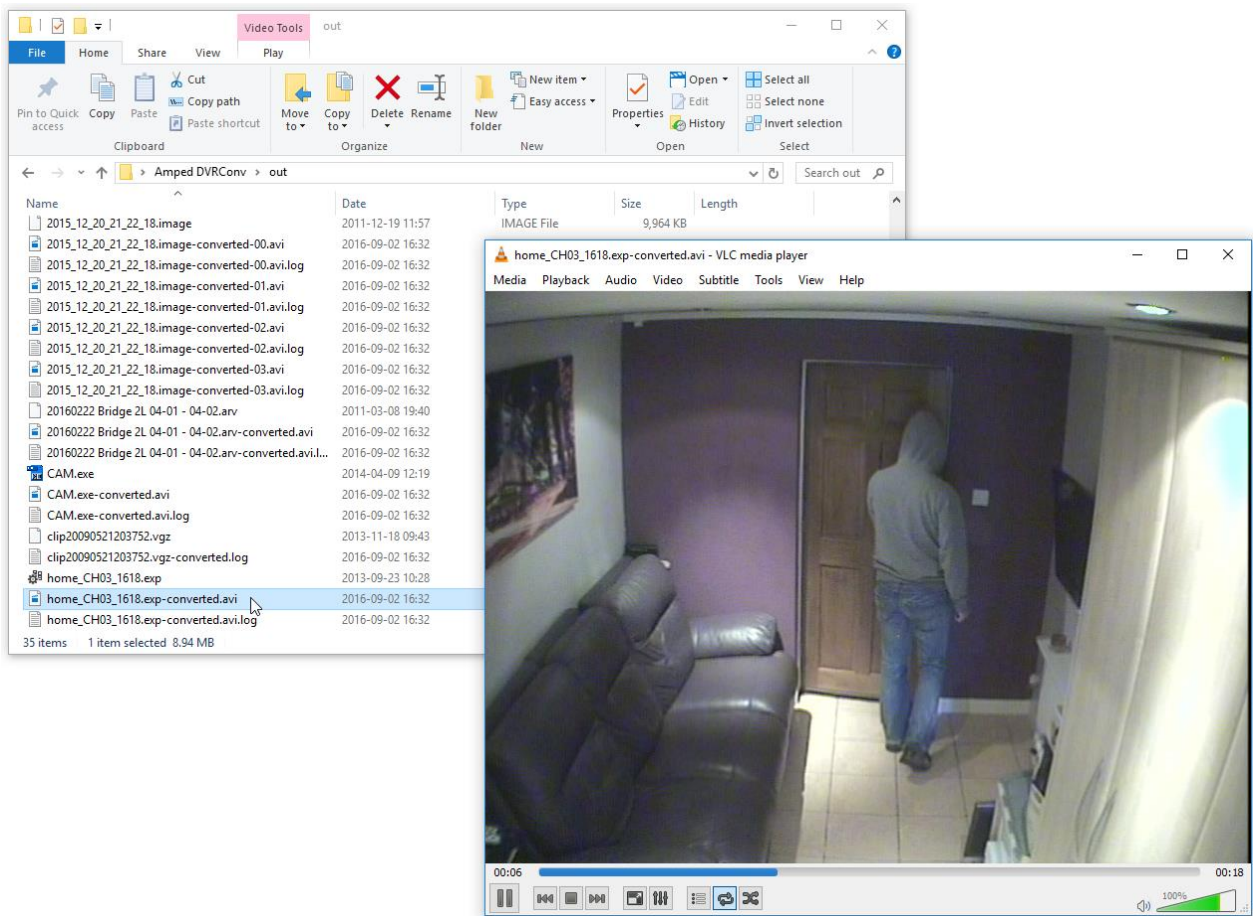 Video Tools out
File Home Share View Play
Pin to Quick access
Copy
Paste
Cut
Copy path
Paste shortcut
Clipboard
Move to
Copy to
Delete
Rename
Organize
New folder
New item
Easy access
New
Properties
Open
Edit
History
Open
Select all
Select none
Invert selection
Select
Amped DVRConv > out
Search out
Name Date Type Size Length
2015_12_20_21_22_18.image 2011-12-19 11:57 IMAGE File 9,964 KB
2015_12_20_21_22_18.image-converted-00.avi 2016-09-02 16:32
2015_12_20_21_22_18.image-converted-00.avi.log 2016-09-02 16:32
2015_12_20_21_22_18.image-converted-01.avi 2016-09-02 16:32
2015_12_20_21_22_18.image-converted-01.avi.log 2016-09-02 16:32
2015_12_20_21_22_18.image-converted-02.avi 2016-09-02 16:32
2015_12_20_21_22_18.image-converted-02.avi.log 2016-09-02 16:32
2015_12_20_21_22_18.image-converted-03.avi 2016-09-02 16:32
2015_12_20_21_22_18.image-converted-03.avi.log 2016-09-02 16:32
20160222 Bridge 2L 04-01 - 04-02.arv 2011-03-08 19:40
20160222 Bridge 2L 04-01 - 04-02.arv-converted.avi 2016-09-02 16:32
20160222 Bridge 2L 04-01 - 04-02.arv-converted.avi.l... 2016-09-02 16:32
CAM.exe 2014-04-09 12:19
CAM.exe-converted.avi 2016-09-02 16:32
CAM.exe-converted.avi.log 2016-09-02 16:32
clip20090521203752.vgz 2013-11-18 09:43
clip20090521203752.vgz-converted.log 2016-09-02 16:32
home_CH03_1618.exp 2013-09-23 10:28
home_CH03_1618.exp-converted.avi 2016-09-02 16:32
home_CH03_1618.exp-converted.avi.log 2016-09-02 16:32
35 items 1 item selected 8.94 MB
home_CH03_1618.exp-converted.avi - VLC media player
Media Playback Audio Video Subtitle Tools View Help
00:06 00:18
100%